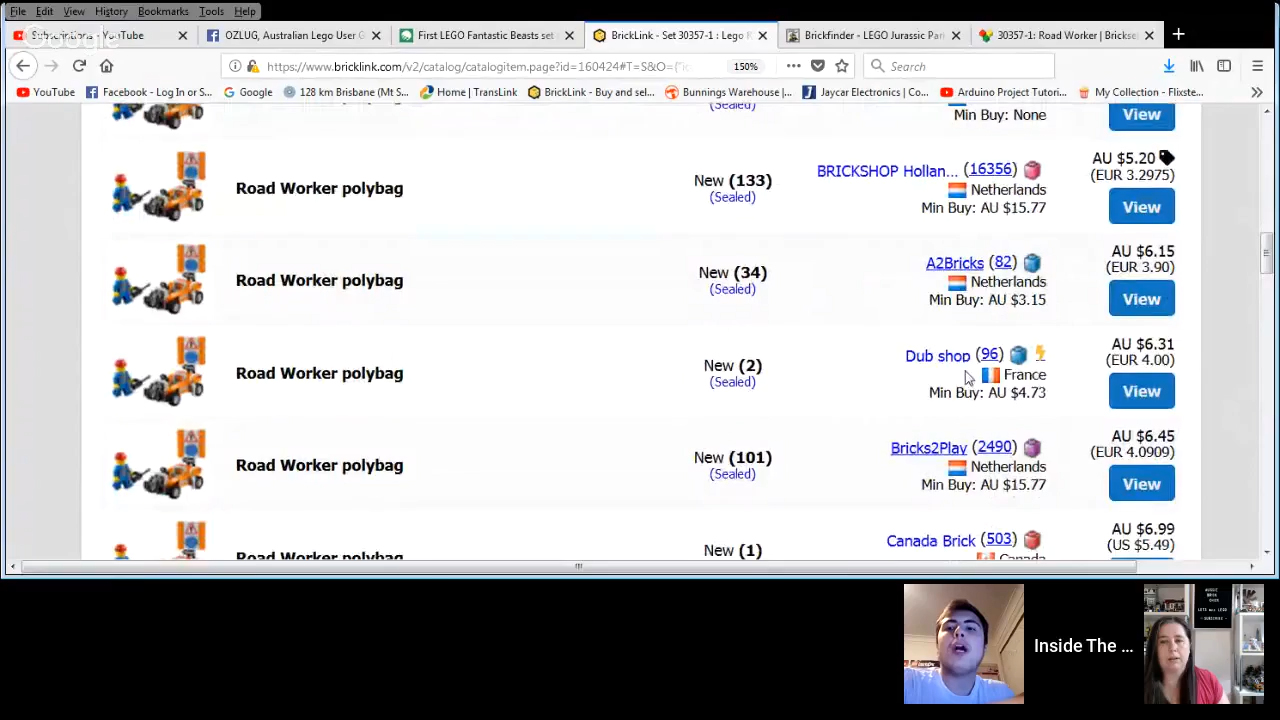 File Edit View History Bookmarks Tools Help
OZLUG, Australian Lego User G
First LEGO Fantastic Beasts set
BrickLink - Set 30357-1 : Lego R
Brickfinder - LEGO Jurassic Par
30357-1: Road Worker | Brickse
Google
https://www.bricklink.com/v2/catalog/catalogitem.page?id=160424#T=S&O={"ic
150%
Search
YouTube
Facebook - Log In or S...
Google
128 km Brisbane (Mt S...
Home | TransLink
BrickLink - Buy and sel...
Bunnings Warehouse |...
Jaycar Electronics | Co...
Arduino Project Tutori...
My Collection - Flixste...
(Sealed)
Min Buy: None
View
Road Worker polybag
New (133)
(Sealed)
BRICKSHOP Hollan... (16356)
Netherlands
Min Buy: AU $15.77
AU $5.20
(EUR 3.2975)
View
Road Worker polybag
New (34)
(Sealed)
A2Bricks (82)
Netherlands
Min Buy: AU $3.15
AU $6.15
(EUR 3.90)
View
Road Worker polybag
New (2)
(Sealed)
Dub shop (96)
France
Min Buy: AU $4.73
AU $6.31
(EUR 4.00)
View
Road Worker polybag
New (101)
(Sealed)
Bricks2Play (2490)
Netherlands
Min Buy: AU $15.77
AU $6.45
(EUR 4.0909)
View
Road Worker polybag
New (1)
Canada Brick (503)
Canada
AU $6.99
(US $5.49)
Inside The ...